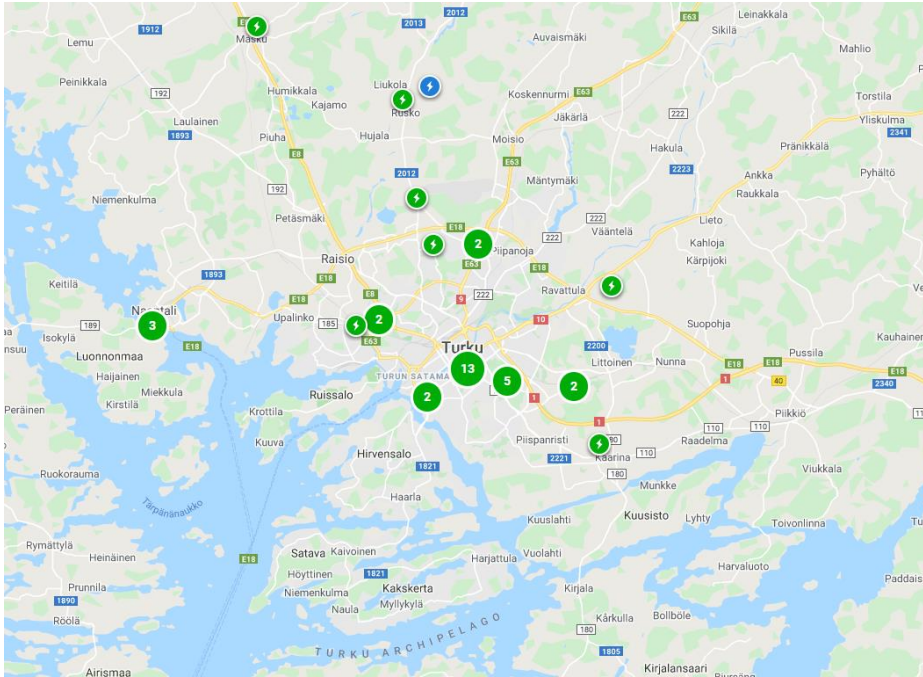 1912
2012
2013
Leinakkala
Sikilä
E63
Lemu
Masku
Auvaismäki
Mahlio
Peinikkala
192
Humikkala
Liukola
Kajamo
Rusko
Koskennurmi
E63
Torstila
Yliskulma
Laulainen
1893
Piuha
Hujala
Jäkärlä
222
Moisio
2341
E8
E63
Hakula
Pränikkälä
2012
2223
Ankka
Pyhältö
Niemenkulma
192
Mäntymäki
Raukkala
Petäsmäki
222
Lieto
Vääntelä
E18
2
222
Kahloja
Raisio
Piipanoja
Kärpijoki
E63
E18
1893
E18
Keitilä
E8
9
222
Ravattula
Upalinko
185
2
10
Suopohja
3
189
Isokylä
E63
Turku
2200
Kauhainen
Luonnonmaa
E18
Littoinen
Nunna
Pussila
E18
E18
13
TURUN SATAMA
5
2
1
40
Haijainen
Ruissalo
2
1
2340
Miekkula
Kirstilä
Krottila
1
Piikkiö
Peräinen
Kuuva
Piispanristi
110
Raadelma
110
Hirvensalo
2221
Kaarina
110
1821
180
Viukkala
Ruokorauma
Haarla
Munkke
Tärpänänaukko
Kuuslahti
Kuusisto
Lyhty
Toivonlinna
Rymättylä
Heinäinen
E18
Satava
Kaivoinen
Harjattula
Vuolahti
Harvaluoto
Höyttinen
1821
Prunnila
Niemenkulma
Kakskerta
Kirjala
1890
Naula
Myllykylä
Bollböle
Röölä
Kårkulla
180
TURKU ARCHIPELAGO
1805
Airismaa
Kirjalansaari